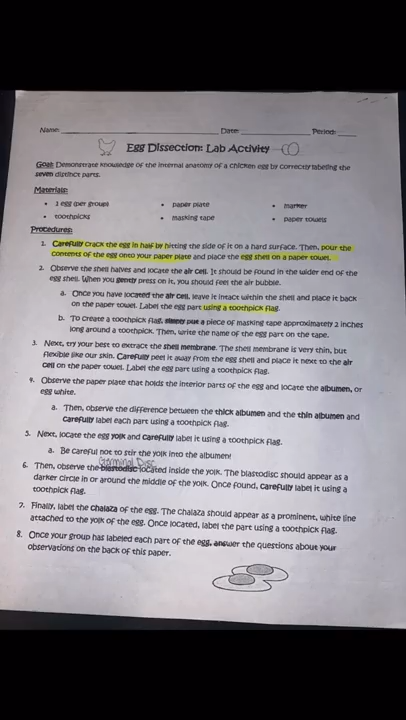 Name: Date: Period:
Egg Dissection: Lab Activity
Goal: Demonstrate knowledge of the internal anatomy of a chicken egg by correctly labeling the
seven distinct parts.
Materials:
• 1 egg (per group) • paper plate • marker
• toothpicks • masking tape • paper towels
Procedures:
1. Carefully crack the egg in half by hitting the side of it on a hard surface. Then, pour the
contents of the egg onto your paper plate and place the egg shell on a paper towel.
2. Observe the shell halves and locate the air cell. It should be found in the wider end of the
egg shell. When you gently press on it, you should feel the air bubble.
a. Once you have located the air cell, leave it intact within the shell and place it back
on the paper towel. Label the egg part using a toothpick flag.
b. To create a toothpick flag, simply put a piece of masking tape approximately 2 inches
long around a toothpick. Then, write the name of the egg part on the tape.
3. Next, try your best to extract the shell membrane. The shell membrane is very thin, but
flexible like our skin. Carefully peel it away from the egg shell and place it next to the air
cell on the paper towel. Label the egg part using a toothpick flag.
4. Observe the paper plate that holds the interior parts of the egg and locate the albumen, or
egg white.
a. Then, observe the difference between the thick albumen and the thin albumen and
carefully label each part using a toothpick flag.
5. Next, locate the egg yolk and carefully label it using a toothpick flag.
a. Be careful not to stir the yolk into the albumen!
Germinal Disc
6. Then, observe the blastodisc located inside the yolk. The blastodisc should appear as a
darker circle in or around the middle of the yolk. Once found, carefully label it using a
toothpick flag.
7. Finally, label the chalaza of the egg. The chalaza should appear as a prominent, white line
attached to the yolk of the egg. Once located, label the part using a toothpick flag.
8. Once your group has labeled each part of the egg, answer the questions about your
observations on the back of this paper.